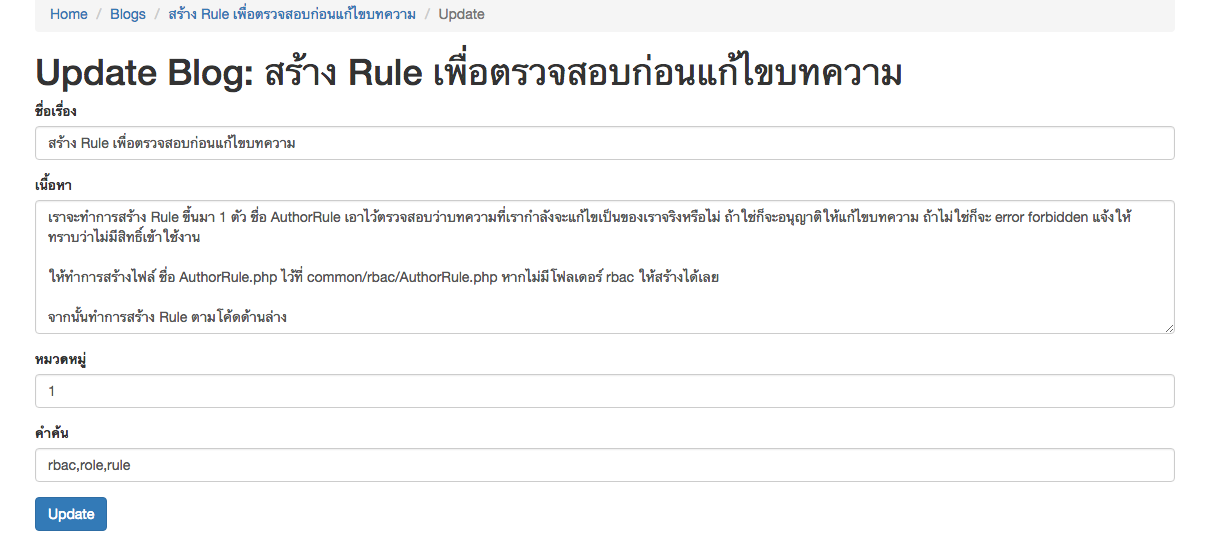 Home / Blogs / สร้าง Rule เพื่อตรวจสอบก่อนแก้ไขบทความ / Update
Update Blog: สร้าง Rule เพื่อตรวจสอบก่อนแก้ไขบทความ
ชื่อเรื่อง
สร้าง Rule เพื่อตรวจสอบก่อนแก้ไขบทความ
เนื้อหา
เราจะทำการสร้าง Rule ขึ้นมา 1 ตัว ชื่อ AuthorRule เอาไว้ตรวจสอบว่าบทความที่เรากำลังจะแก้ไขเป็นของเราจริงหรือไม่ ถ้าใช่ก็จะอนุญาติให้แก้ไขบทความ ถ้าไม่ใช่ก็จะ error forbidden แจ้งให้
ทราบว่าไม่มีสิทธิ์เข้าใช้งาน
ให้ทำการสร้างไฟล์ ชื่อ AuthorRule.php ไว้ที่ common/rbac/AuthorRule.php หากไม่มีโฟลเดอร์ rbac ให้สร้างได้เลย
จากนั้นทำการสร้าง Rule ตามโค้ดด้านล่าง
หมวดหมู่
1
คำค้น
rbac,role,rule
Update